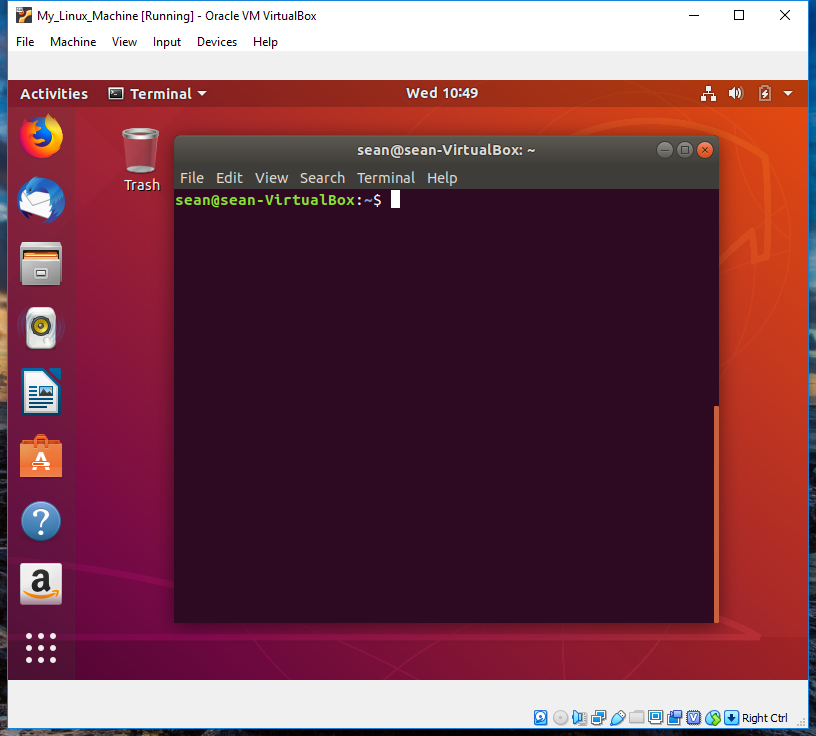 My_Linux_Machine [Running] - Oracle VM VirtualBox
File Machine View Input Devices Help
Activities Terminal Wed 10:49
Trash
sean@sean-VirtualBox: ~
File Edit View Search Terminal Help
sean@sean-VirtualBox:~$
Right Ctrl